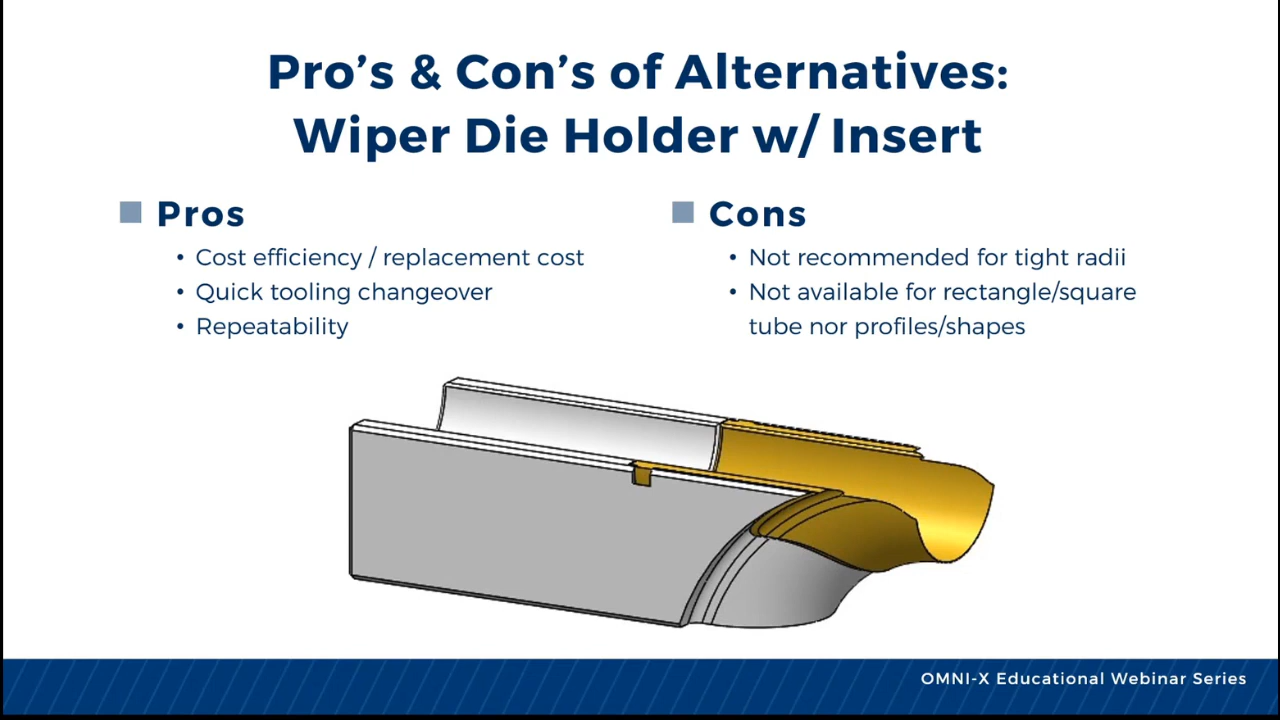 Pro’s & Con’s of Alternatives:
Wiper Die Holder w/ Insert
Pros
• Cost efficiency / replacement cost
• Quick tooling changeover
• Repeatability
Cons
• Not recommended for tight radii
• Not available for rectangle/square
tube nor profiles/shapes
OMNI-X Educational Webinar Series